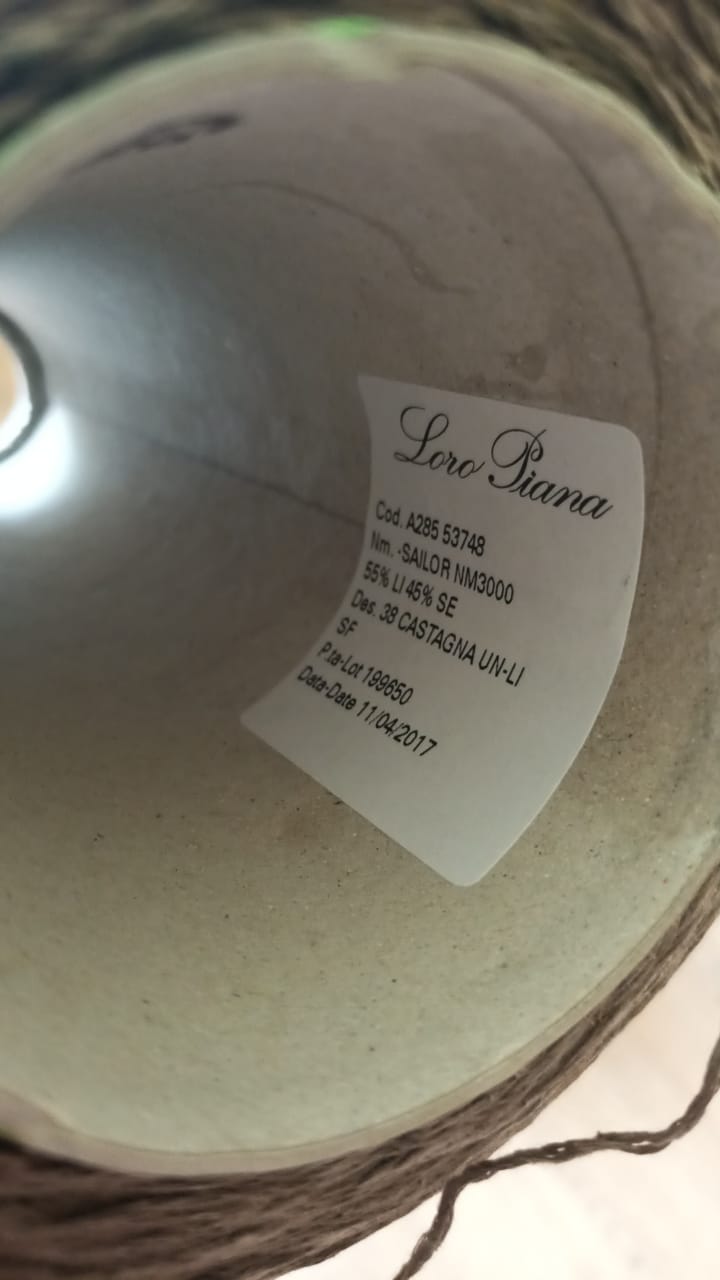 Loro Piana
Cod. A285 53748
Nm. -SAILOR NM3000
55% LI 45% SE
Des. 38 CASTAGNA UN-LI
SF
P.ta-Lot 199650
Data-Date 11/04/2017